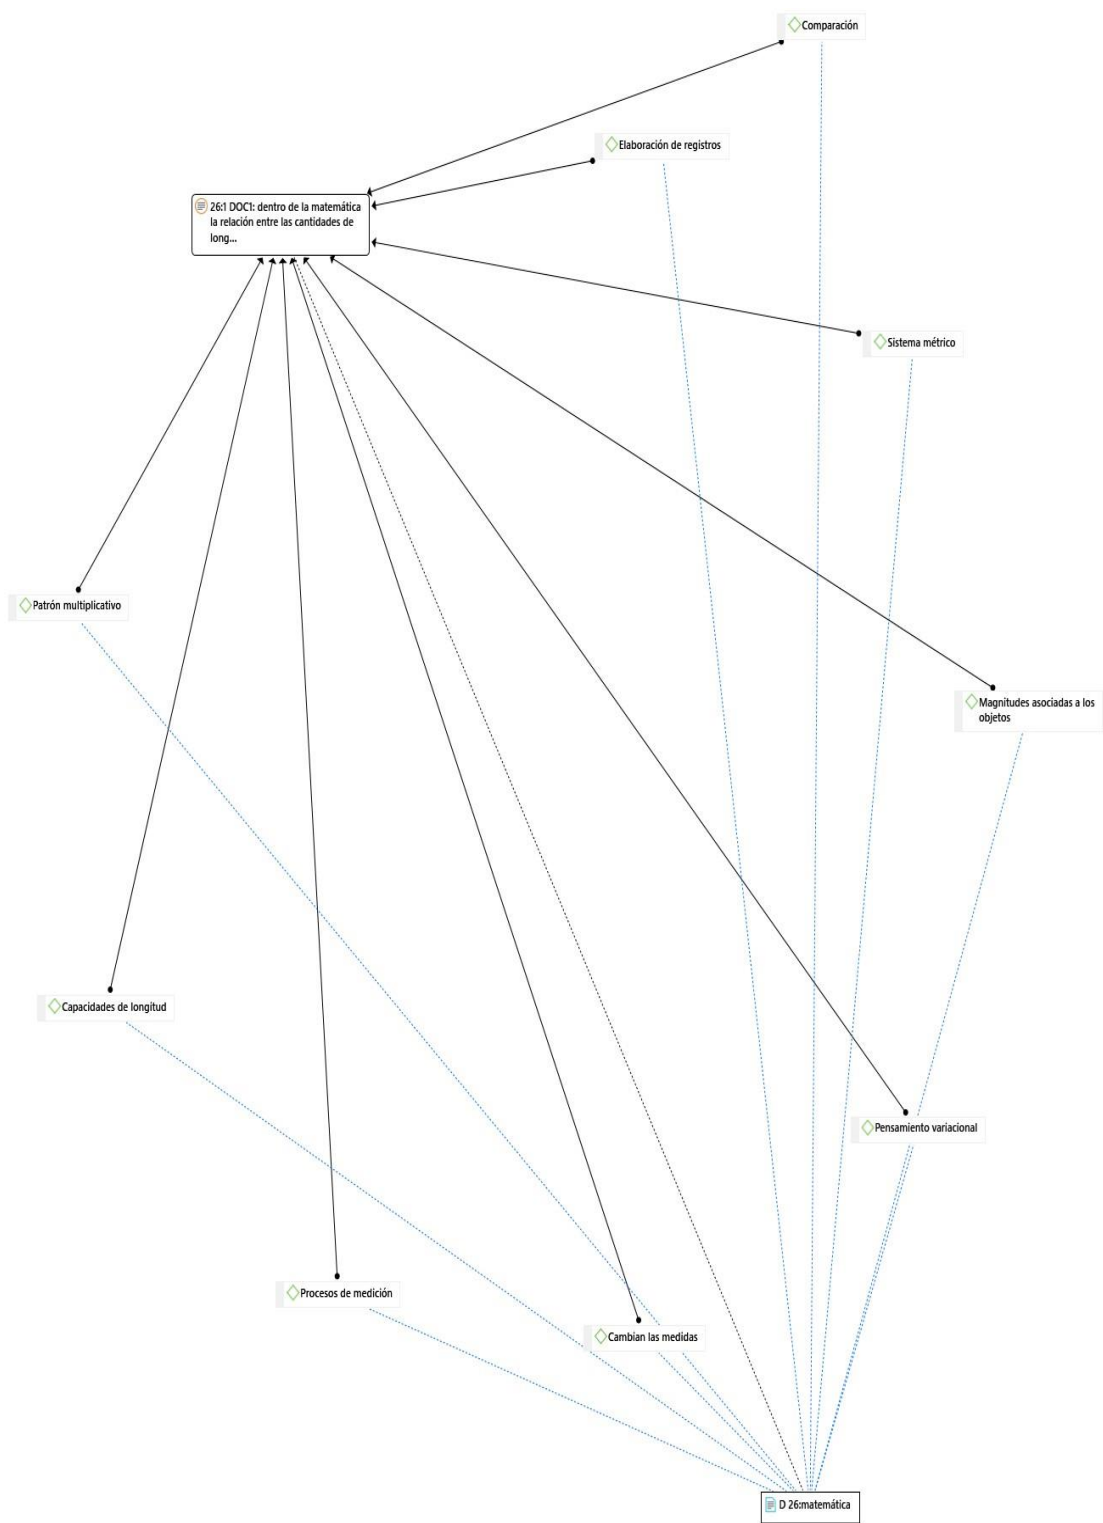 Comparación
Elaboración de registros
26:1 DOC1: dentro de la matemática
la relación entre las cantidades de
long...
Sistema métrico
Patrón multiplicativo
Magnitudes asociadas a los
objetos
Capacidades de longitud
Pensamiento variacional
Procesos de medición
Cambian las medidas
D 26:matemática